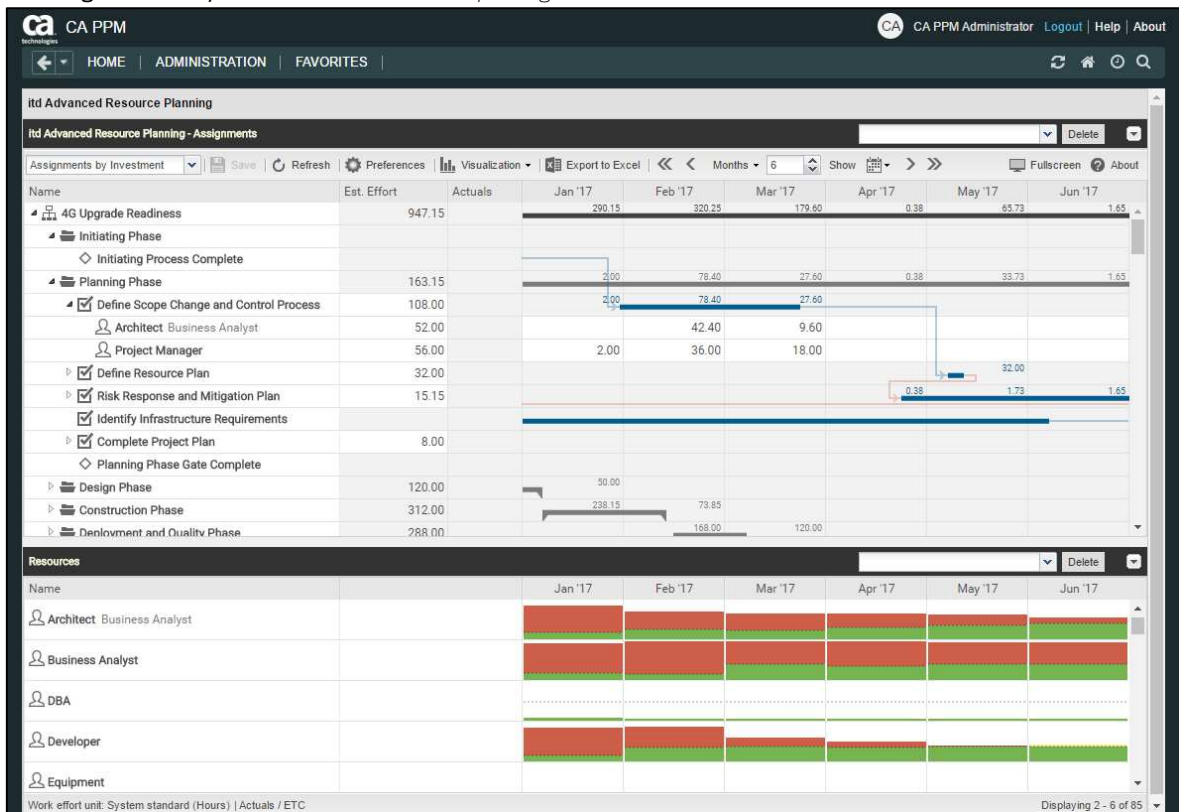 ca technologies CA PPM CA CA PPM Administrator Logout | Help | About
HOME | ADMINISTRATION | FAVORITES |
itd Advanced Resource Planning
itd Advanced Resource Planning - Assignments Delete
Assignments by Investment Save Refresh Preferences Visualization Export to Excel Months 6 Show Fullscreen About
Name Est. Effort Actuals Jan '17 Feb '17 Mar '17 Apr '17 May '17 Jun '17
4G Upgrade Readiness 947.15 290.15 320.25 179.60 0.38 65.73 1.65
Initiating Phase
Initiating Process Complete
Planning Phase 163.15 2.00 78.40 27.60 0.38 33.73 1.65
Define Scope Change and Control Process 108.00 2.00 78.40 27.60
Architect Business Analyst 52.00 42.40 9.60
Project Manager 56.00 2.00 36.00 18.00
Define Resource Plan 32.00 32.00
Risk Response and Mitigation Plan 15.15 0.38 1.73 1.65
Identify Infrastructure Requirements
Complete Project Plan 8.00
Planning Phase Gate Complete
Design Phase 120.00 50.00
Construction Phase 312.00 238.15 73.85
Deployment and Quality Phase 288.00 168.00 120.00
Resources Delete
Name Jan '17 Feb '17 Mar '17 Apr '17 May '17 Jun '17
Architect Business Analyst
Business Analyst
DBA
Developer
Equipment
Work effort unit: System standard (Hours) | Actuals / ETC Displaying 2 - 6 of 85